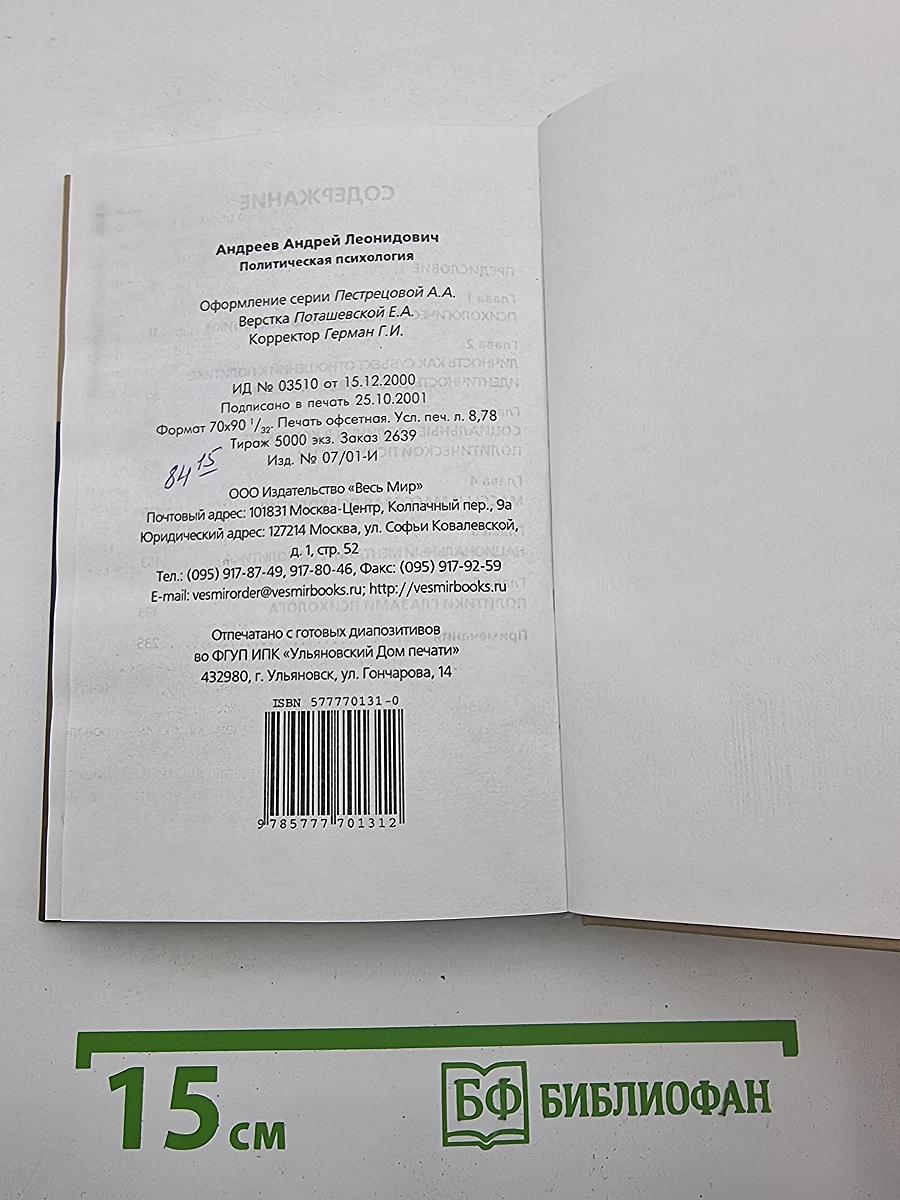 Андреев Андрей Леонидович
Политическая психология
Оформление серии Пестрецовой А.А.
Верстка Поташевской Е.А.
Корректор Герман Г.И.
ИД № 03510 от 15.12.2000
Подписано в печать 25.10.2001
Формат 70х90 1/32. Печать офсетная. Усл. печ. л. 8,78
Тираж 5000 экз. Заказ 2639
Изд. № 07/01-И
84 15
ООО Издательство «Весь Мир»
Почтовый адрес: 101831 Москва-Центр, Колпачный пер., 9а
Юридический адрес: 127214 Москва, ул. Софьи Ковалевской,
д. 1, стр. 52
Тел.: (095) 917-87-49, 917-80-46, Факс: (095) 917-92-59
E-mail: vesmirorder@vesmirbooks.ru; http://vesmirbooks.ru
Отпечатано с готовых диапозитивов
во ФГУП ИПК «Ульяновский Дом печати»
432980, г. Ульяновск, ул. Гончарова, 14
ISBN 577770131-0
9 785777 701312
15 см
БФ БИБЛИОФАН